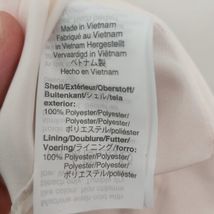 Made in Vietnam
Fabriqué au Vietnam
In Vietnam Hergestellt
Vervaardigd in Viëtnam
ベトナム製
Hecho en Vietnam
Shell/Extérieur/Oberstoff/
Buitenkant/シェル/tela
exterior:
100% Polyester/Polyester/
Polyester/Polyester/
ポリエステル/poliéster
Lining/Doublure/Futter/
Voering/ライニング/forro:
100% Polyester/Polyester/
Polyester/Polyester/
ポリエステル/poliéster